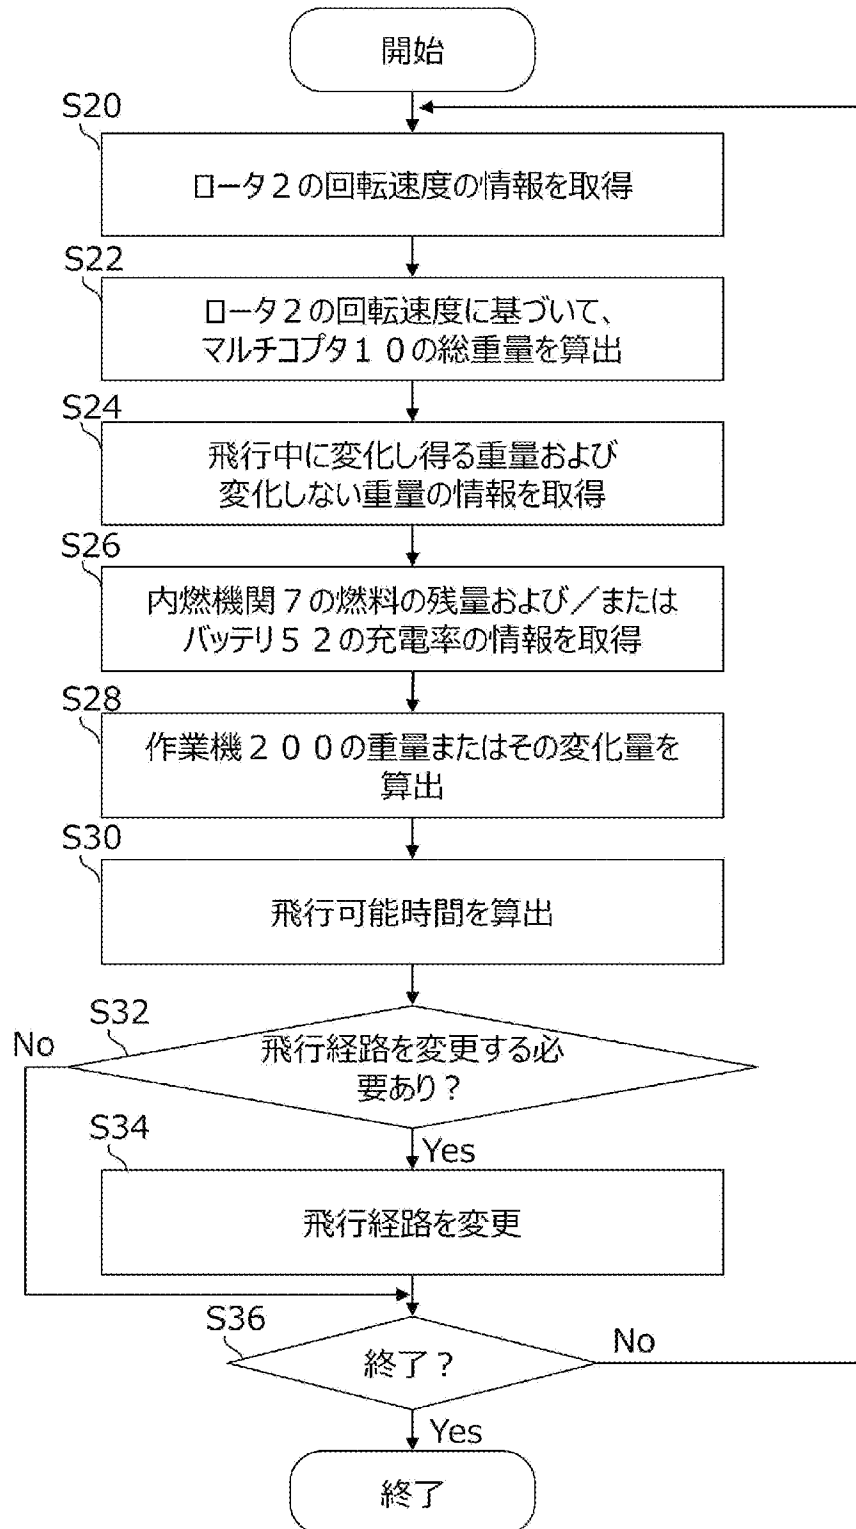 開始
S20
ロータ２の回転速度の情報を取得
S22
ロータ２の回転速度に基づいて、
マルチコプタ１０の総重量を算出
S24
飛行中に変化し得る重量および
変化しない重量の情報を取得
S26
内燃機関７の燃料の残量および／または
バッテリ５２の充電率の情報を取得
S28
作業機２００の重量またはその変化量を
算出
S30
飛行可能時間を算出
S32
No
飛行経路を変更する必
要あり？
Yes
S34
飛行経路を変更
S36
終了？
No
Yes
終了